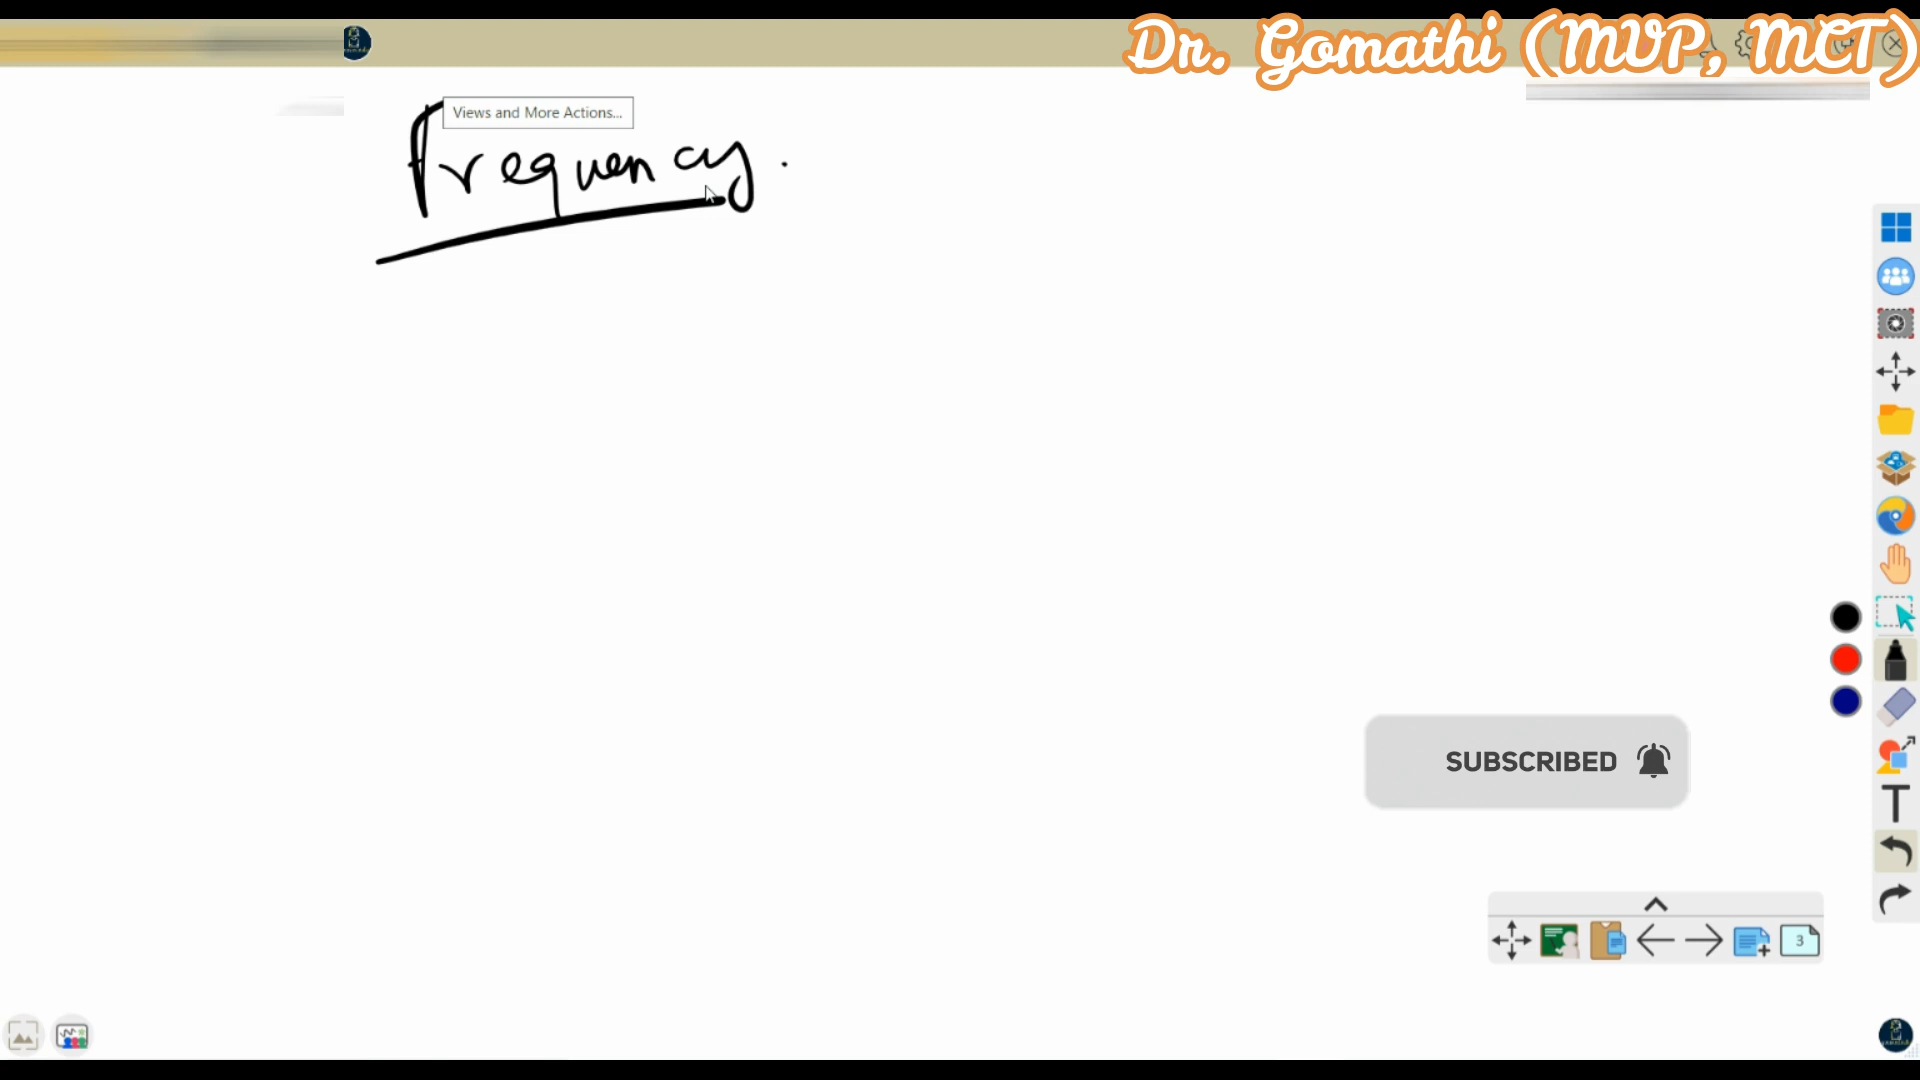 Dr. Gomathi (MVP, MCT)
Views and More Actions...
Frequency.
SUBSCRIBED
3